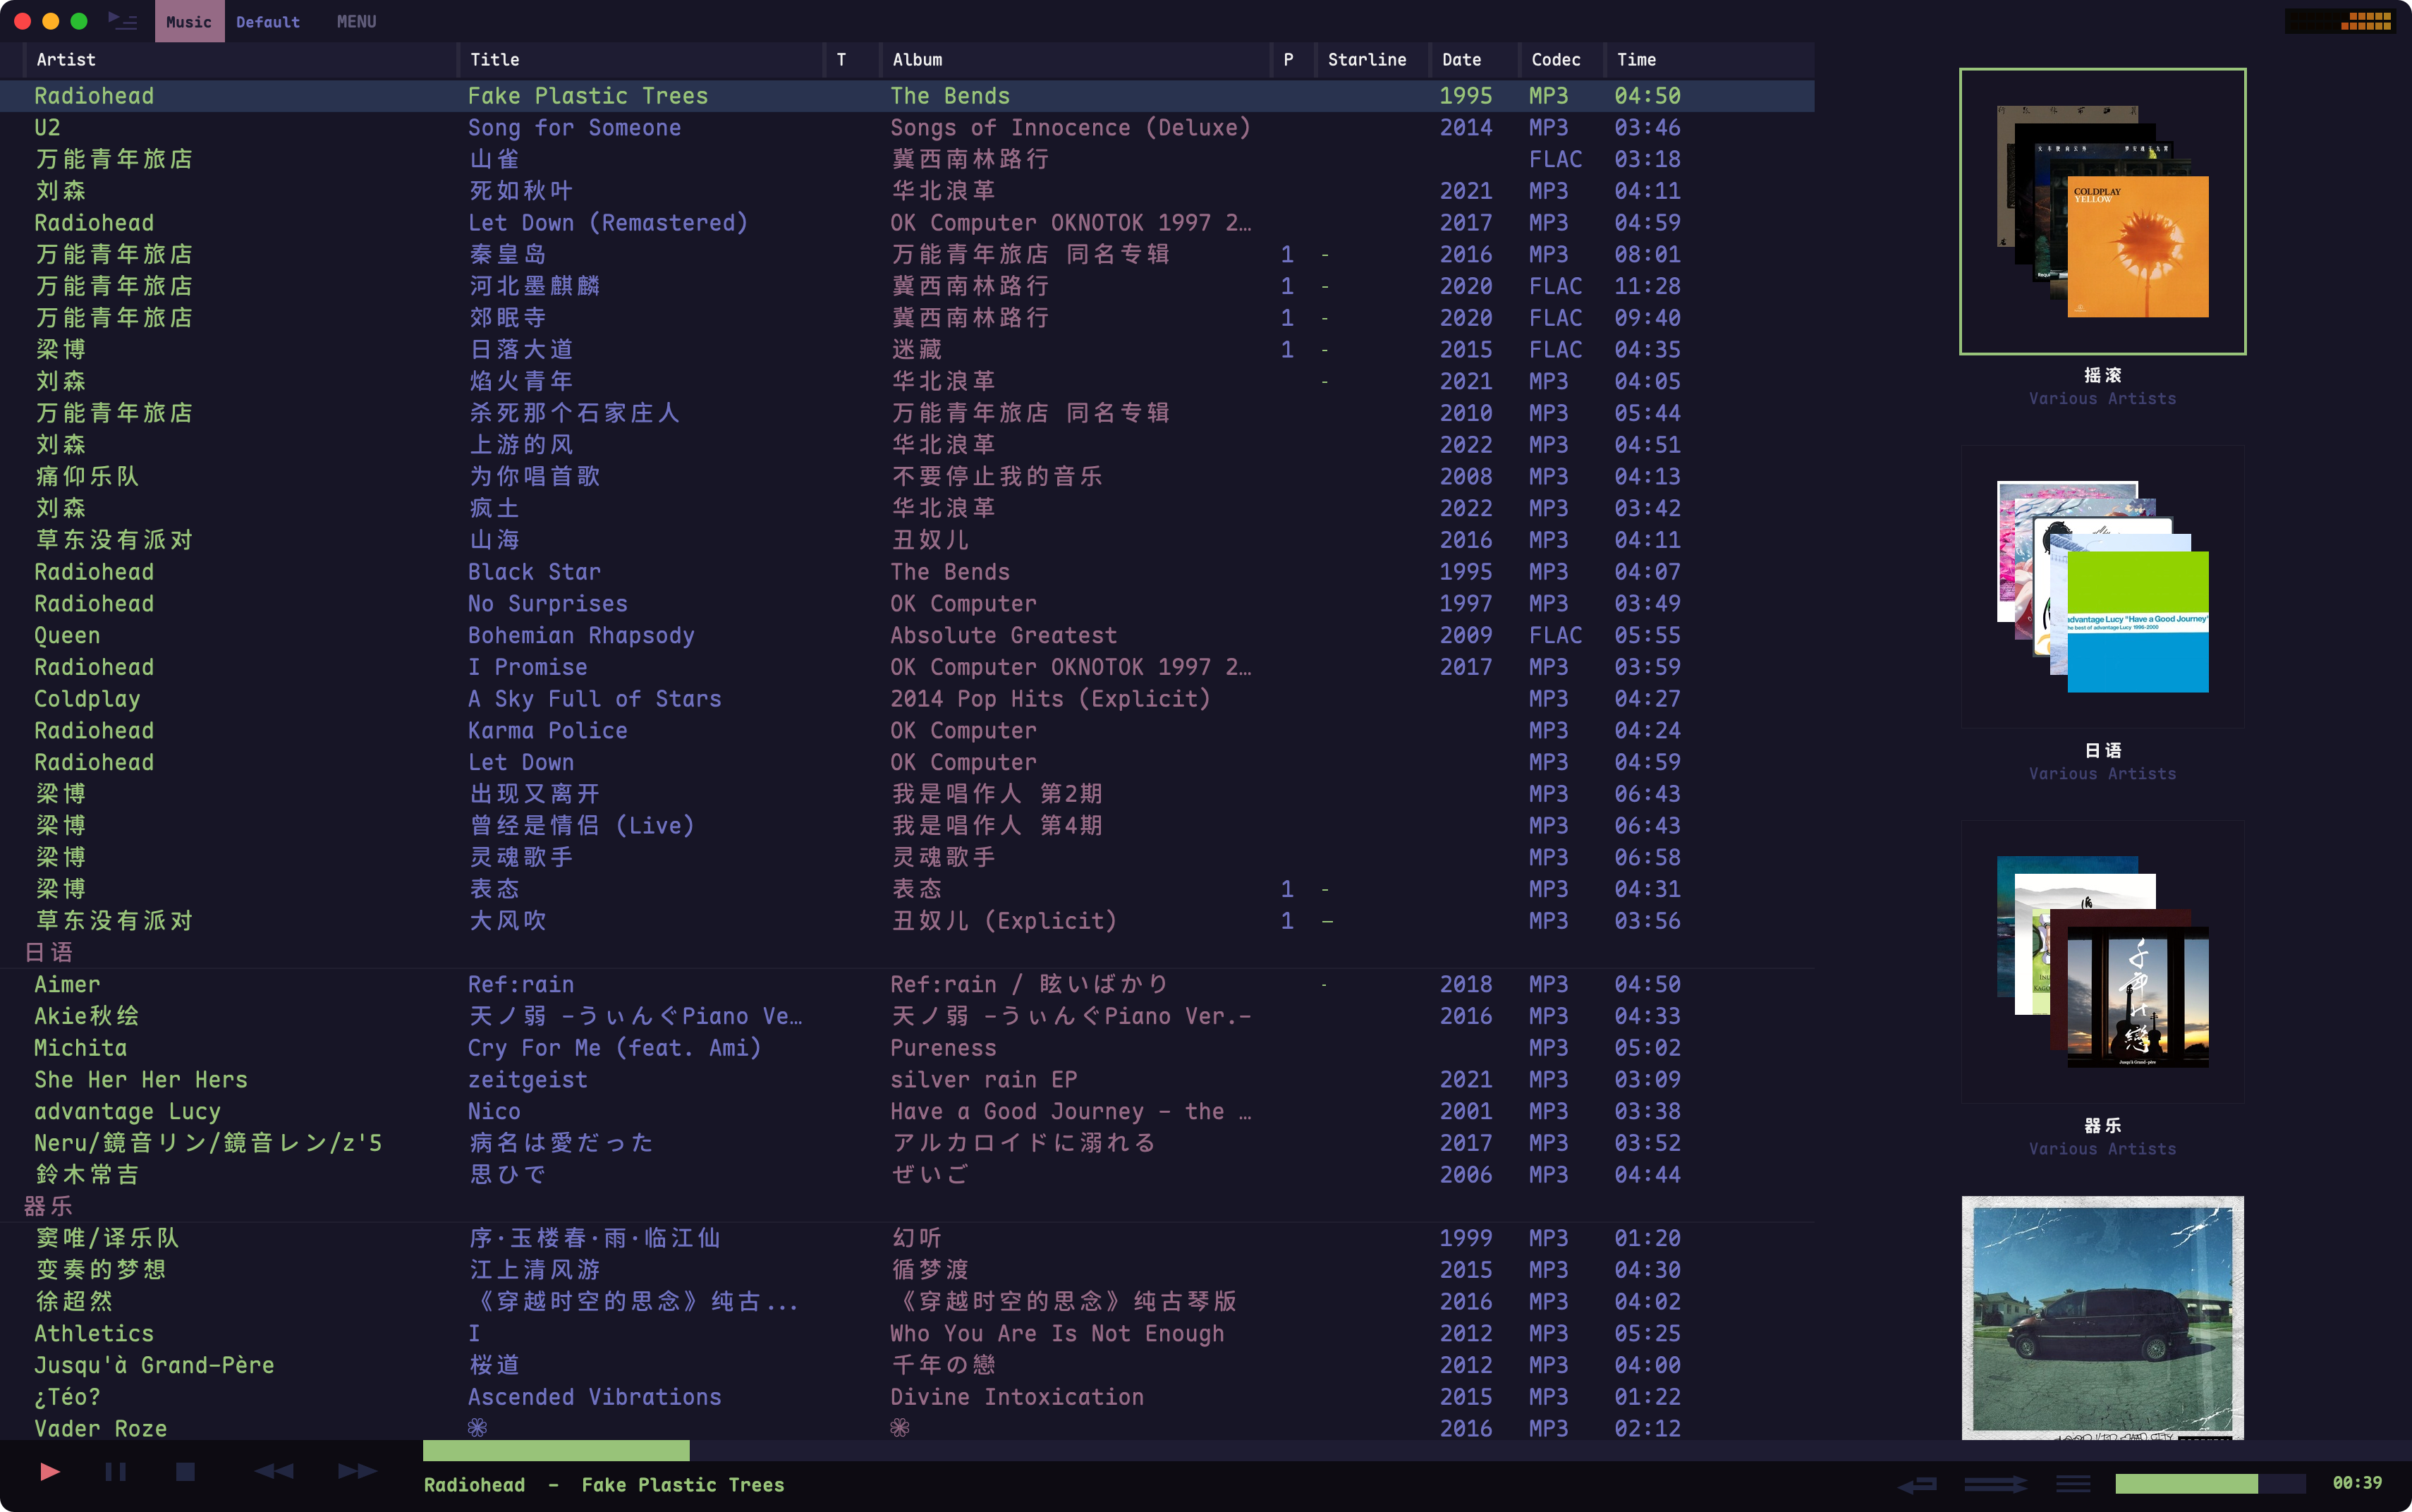 Music Default MENU
Artist Title T Album P Starline Date Codec Time
Radiohead Fake Plastic Trees The Bends 1995 MP3 04:50
U2 Song for Someone Songs of Innocence (Deluxe) 2014 MP3 03:46
万能青年旅店 山雀 冀西南林路行 FLAC 03:18
刘森 死如秋叶 华北浪革 2021 MP3 04:11
Radiohead Let Down (Remastered) OK Computer OKNOTOK 1997 2… 2017 MP3 04:59
万能青年旅店 秦皇岛 万能青年旅店 同名专辑 1 - 2016 MP3 08:01
万能青年旅店 河北墨麒麟 冀西南林路行 1 - 2020 FLAC 11:28
万能青年旅店 郊眠寺 冀西南林路行 1 - 2020 FLAC 09:40
梁博 日落大道 迷藏 1 - 2015 FLAC 04:35
刘森 焰火青年 华北浪革 - 2021 MP3 04:05
万能青年旅店 杀死那个石家庄人 万能青年旅店 同名专辑 2010 MP3 05:44
刘森 上游的风 华北浪革 2022 MP3 04:51
痛仰乐队 为你唱首歌 不要停止我的音乐 2008 MP3 04:13
刘森 疯土 华北浪革 2022 MP3 03:42
草东没有派对 山海 丑奴儿 2016 MP3 04:11
Radiohead Black Star The Bends 1995 MP3 04:07
Radiohead No Surprises OK Computer 1997 MP3 03:49
Queen Bohemian Rhapsody Absolute Greatest 2009 FLAC 05:55
Radiohead I Promise OK Computer OKNOTOK 1997 2… 2017 MP3 03:59
Coldplay A Sky Full of Stars 2014 Pop Hits (Explicit) MP3 04:27
Radiohead Karma Police OK Computer MP3 04:24
Radiohead Let Down OK Computer MP3 04:59
梁博 出现又离开 我是唱作人 第2期 MP3 06:43
梁博 曾经是情侣 (Live) 我是唱作人 第4期 MP3 06:43
梁博 灵魂歌手 灵魂歌手 MP3 06:58
梁博 表态 表态 1 - MP3 04:31
草东没有派对 大风吹 丑奴儿 (Explicit) 1 — MP3 03:56
日语
Aimer Ref:rain Ref:rain / 眩いばかり - 2018 MP3 04:50
Akie秋绘 天ノ弱 -うぃんぐPiano Ve… 天ノ弱 -うぃんぐPiano Ver.- 2016 MP3 04:33
Michita Cry For Me (feat. Ami) Pureness MP3 05:02
She Her Her Hers zeitgeist silver rain EP 2021 MP3 03:09
advantage Lucy Nico Have a Good Journey - the … 2001 MP3 03:38
Neru/鏡音リン/鏡音レン/z'5 病名は愛だった アルカロイドに溺れる 2017 MP3 03:52
鈴木常吉 思ひで ぜいご 2006 MP3 04:44
器乐
窦唯/译乐队 序·玉楼春·雨·临江仙 幻听 1999 MP3 01:20
变奏的梦想 江上清风游 循梦渡 2015 MP3 04:30
徐超然 《穿越时空的思念》纯古... 《穿越时空的思念》纯古琴版 2016 MP3 04:02
Athletics I Who You Are Is Not Enough 2012 MP3 05:25
Jusqu'à Grand-Père 桜道 千年の戀 2012 MP3 04:00
¿Téo? Ascended Vibrations Divine Intoxication 2015 MP3 01:22
Vader Roze ֎ ֎ 2016 MP3 02:12
COLDPLAY
YELLOW
摇滚
Various Artists
advantage Lucy "Have a Good Journey"
the best of advantage Lucy 1996-2000
日语
Various Artists
千年の戀
Jusqu'à Grand-père
器乐
Various Artists
Radiohead - Fake Plastic Trees
00:39